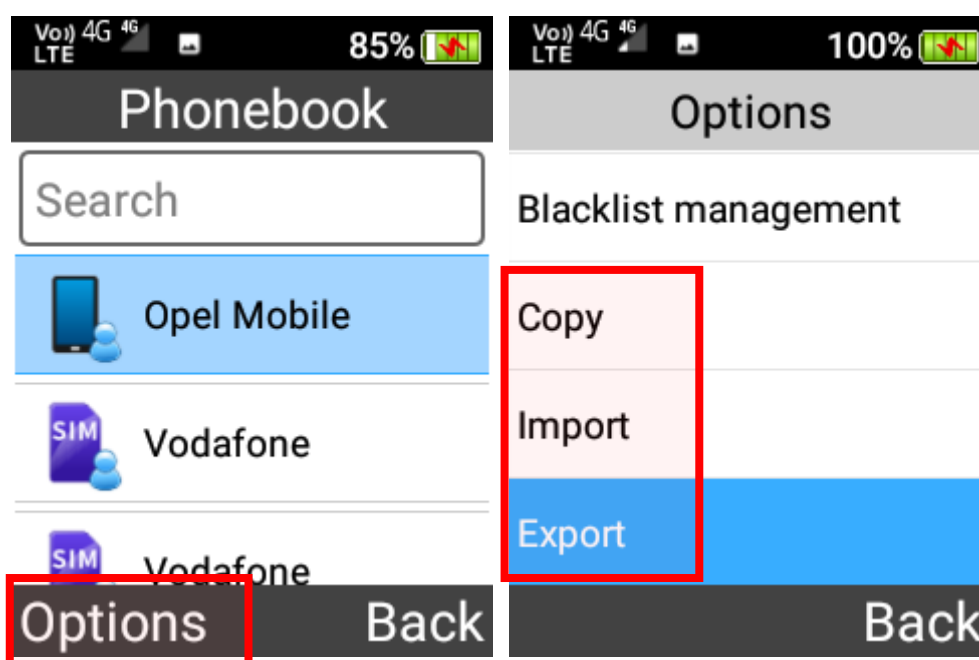 Vo)) 4G 4G
LTE
85%
Phonebook
Search
Opel Mobile
SIM
Vodafone
SIM
Vodafone
Options Back
Vo)) 4G 4G
LTE
100%
Options
Blacklist management
Copy
Import
Export
Back